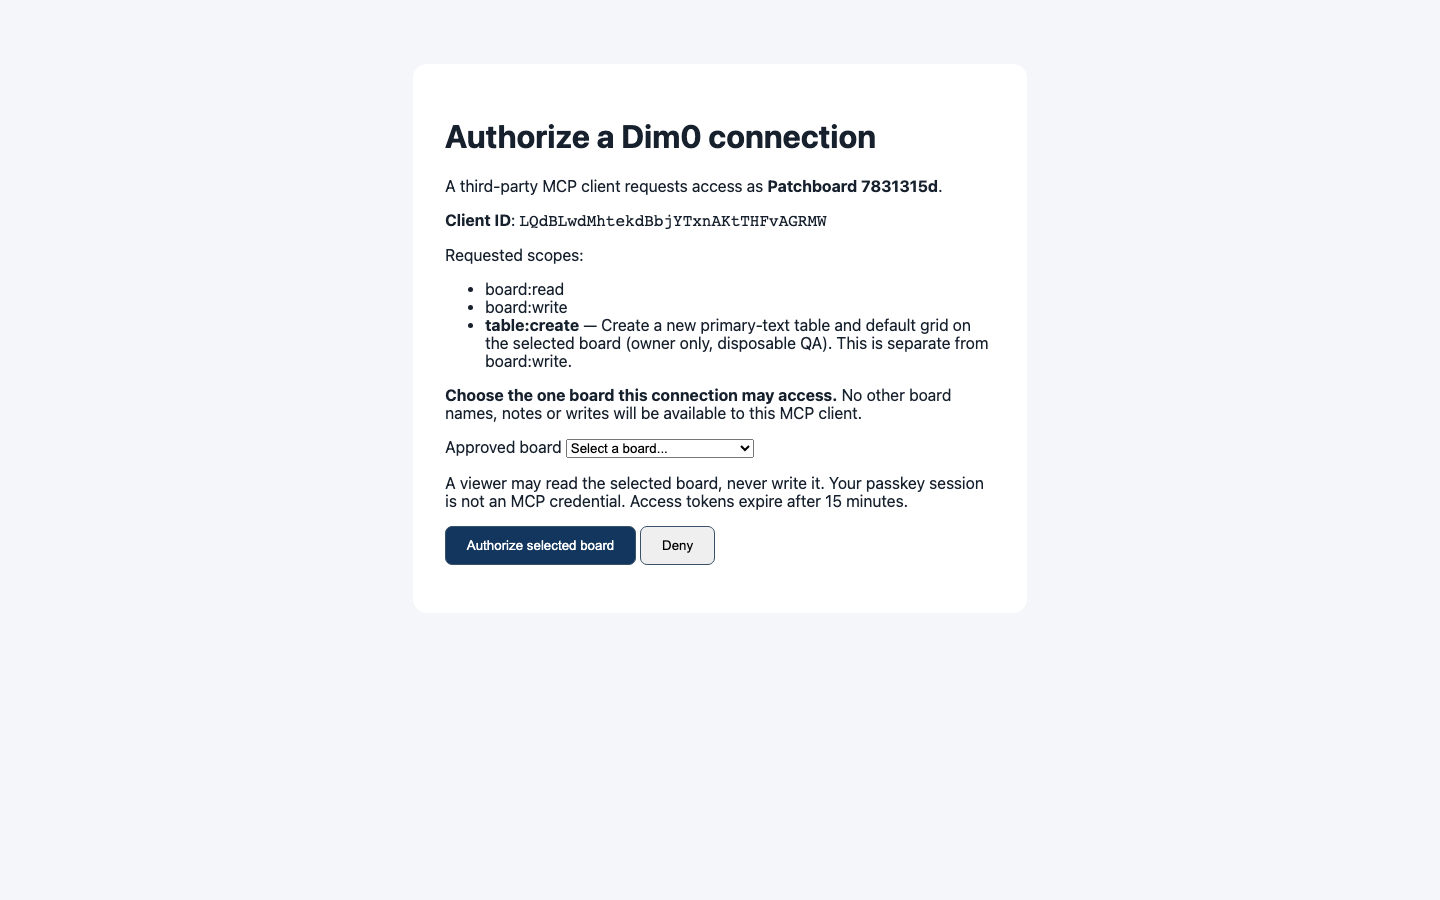 Authorize a Dim0 connection
A third-party MCP client requests access as Patchboard 7831315d.
Client ID: LQdBLwdMhtekdBbjYTxnAKtTHFvAGRMW
Requested scopes:
• board:read
• board:write
• table:create — Create a new primary-text table and default grid on
the selected board (owner only, disposable QA). This is separate from
board:write.
Choose the one board this connection may access. No other board
names, notes or writes will be available to this MCP client.
Approved board Select a board...
A viewer may read the selected board, never write it. Your passkey session
is not an MCP credential. Access tokens expire after 15 minutes.
Authorize selected board Deny